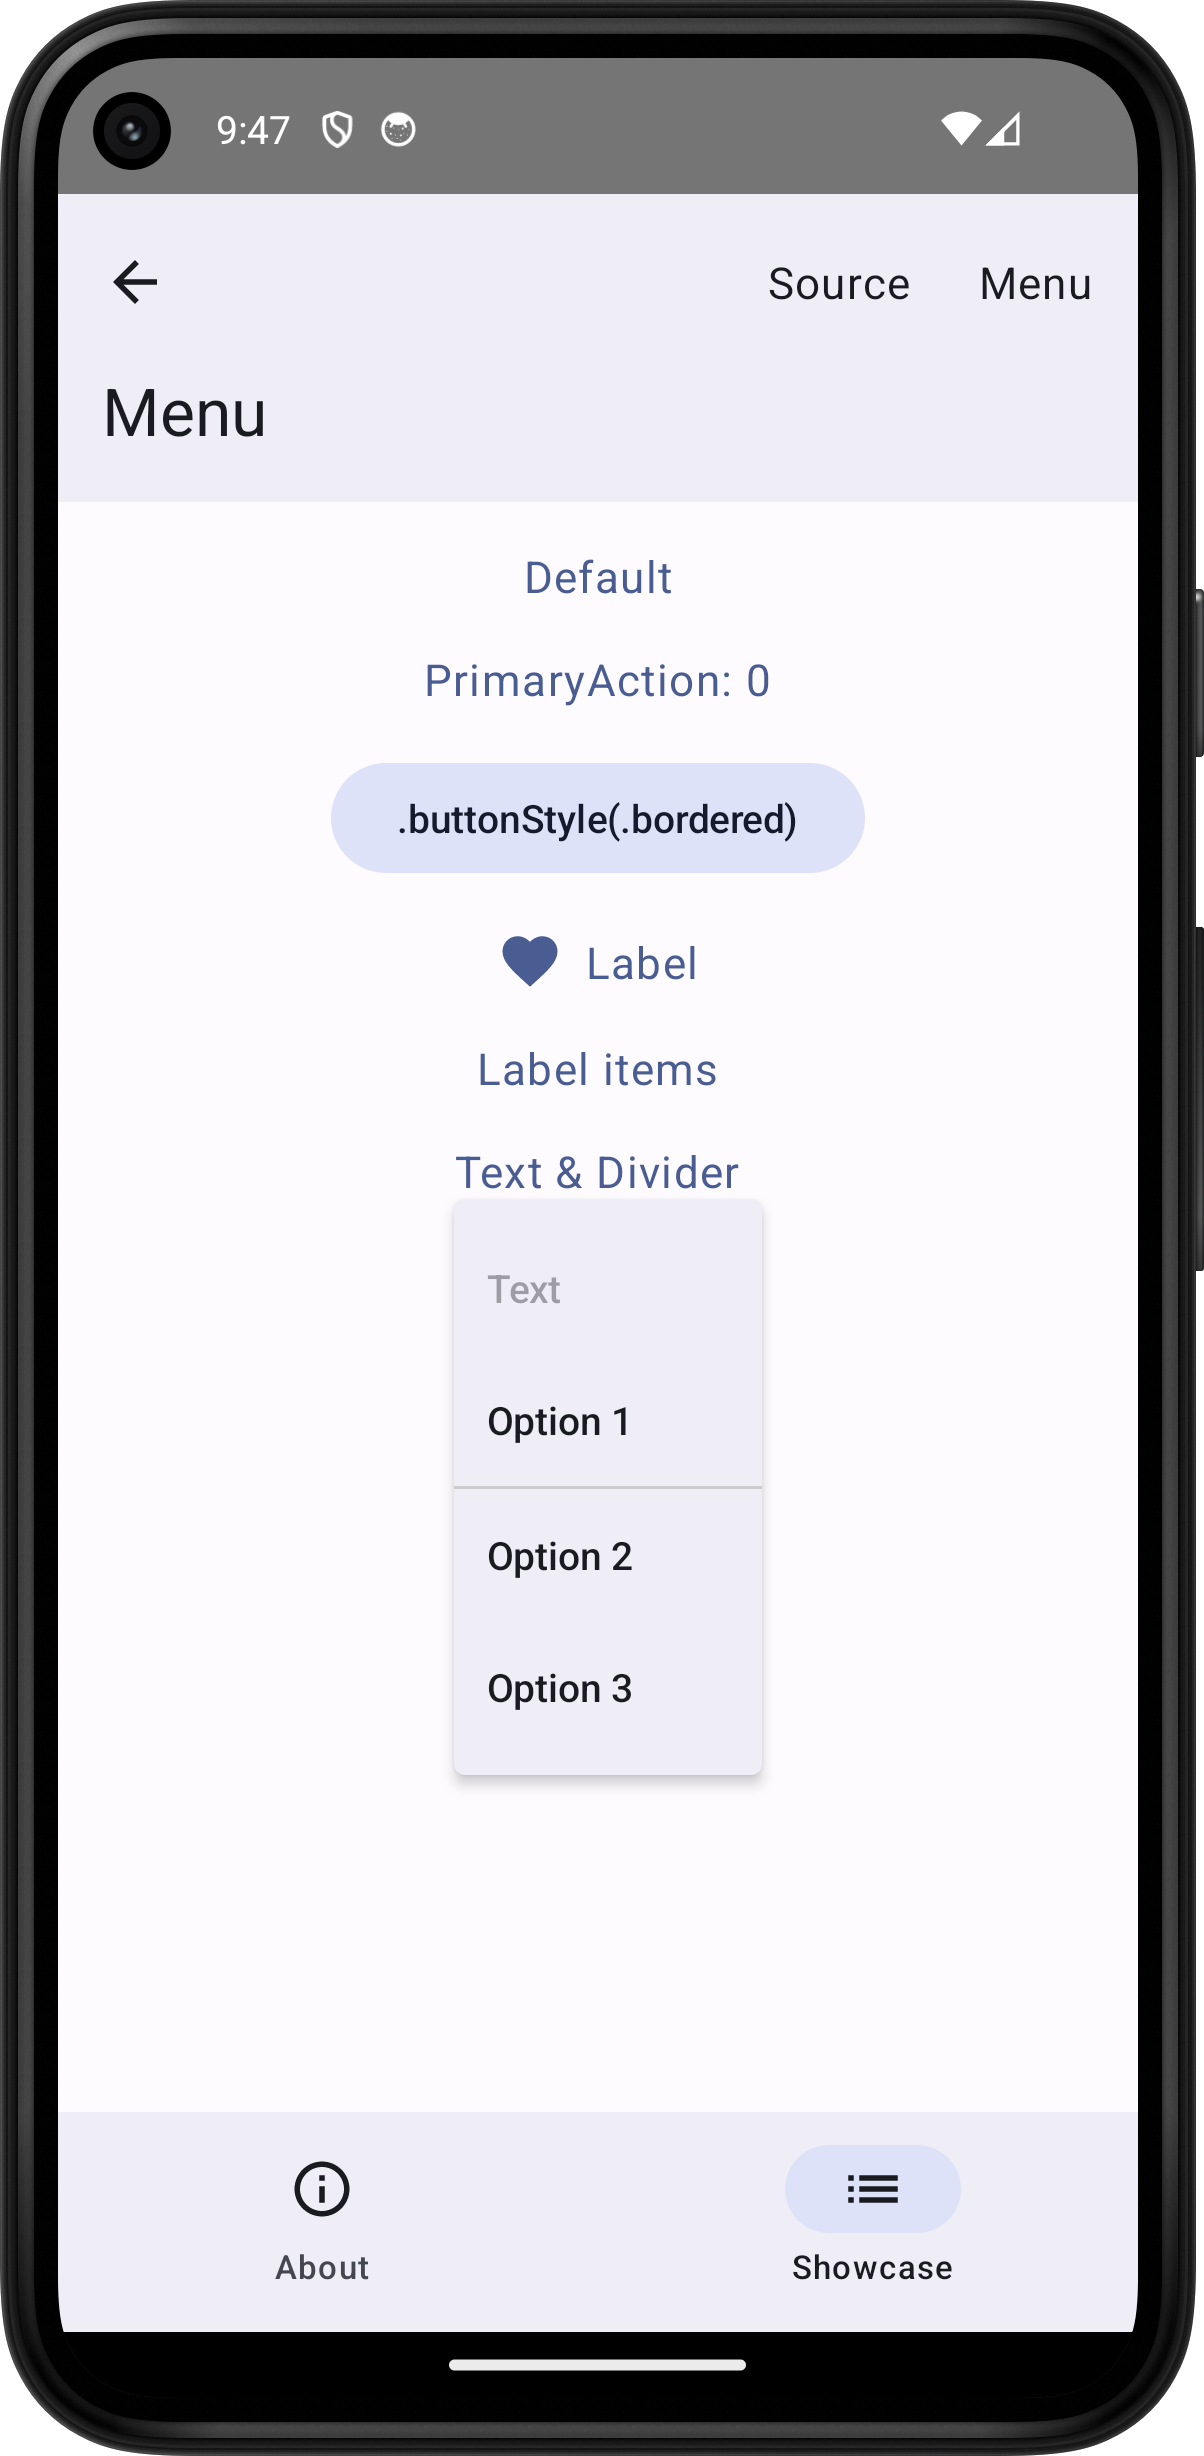 9:47
Source Menu
Menu
Default
PrimaryAction: 0
.buttonStyle(.bordered)
Label
Label items
Text & Divider
Text
Option 1
Option 2
Option 3
About Showcase